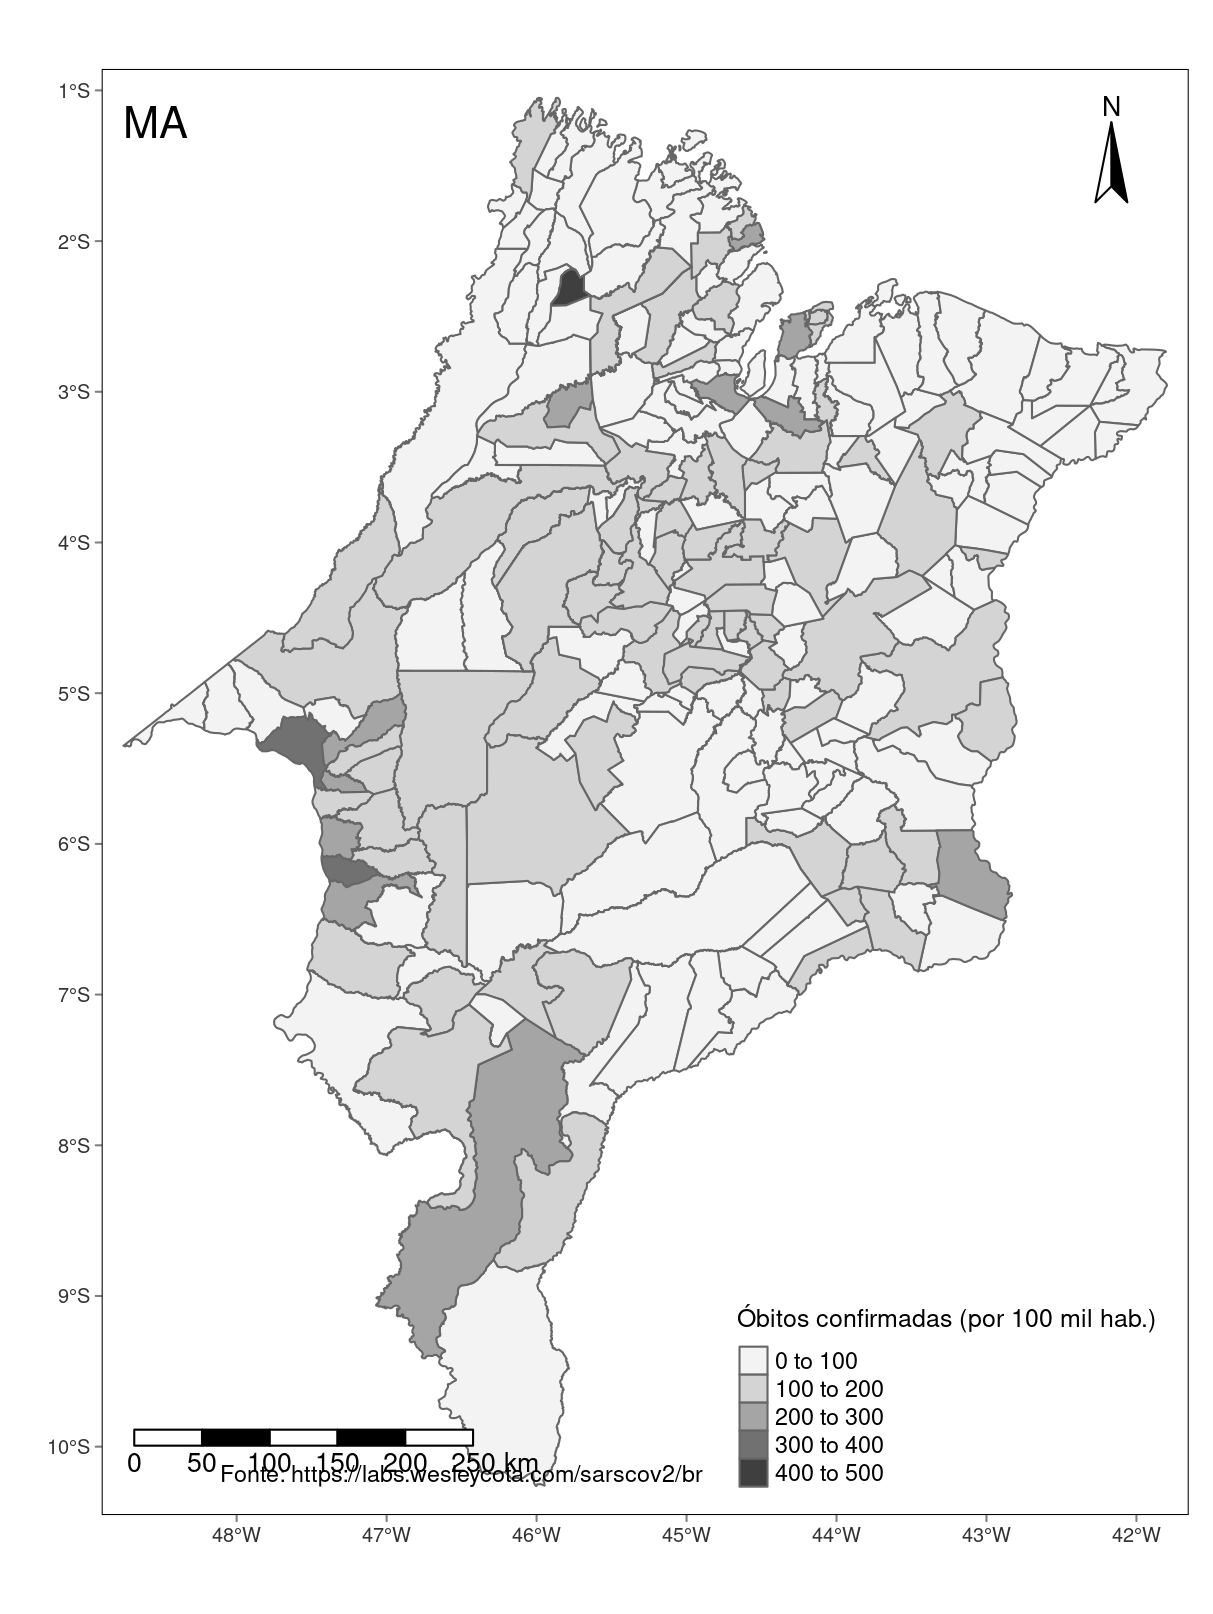 MA
N
1°S
2°S
3°S
4°S
5°S
6°S
7°S
8°S
9°S
10°S
Óbitos confirmadas (por 100 mil hab.)
0 to 100
100 to 200
200 to 300
300 to 400
400 to 500
0 50 100 150 200 250 km
Fonte: https://labs.wesleycota.com/sarscov2/br
48°W 47°W 46°W 45°W 44°W 43°W 42°W